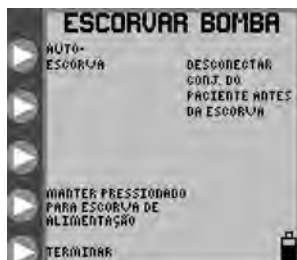 ESCORVAR BOMBA
AUTO-
ESCORVA
DESCONECTAR
CONJ. DO
PACIENTE ANTES
DA ESCORVA
MANTER PRESSIONADO
PARA ESCORVA DE
ALIMENTAÇÃO
TERMINAR